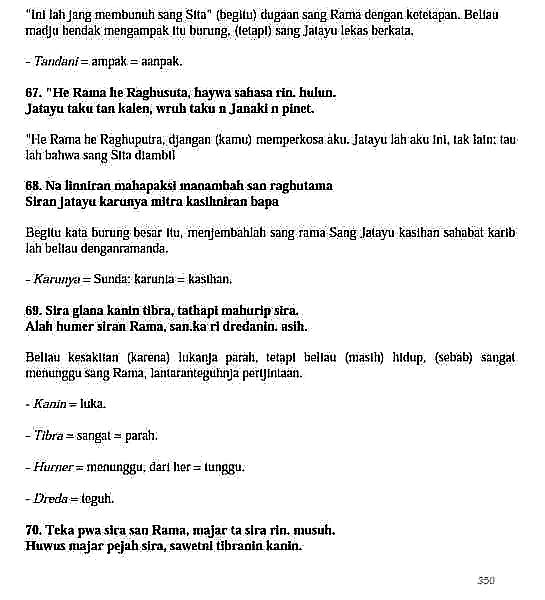 "Ini lah jang membunuh sang Sita" (begitu) dugaan sang Rama dengan ketetapan. Beliau
madju hendak mengampak itu burung, (tetapi) sang Jatayu lekas berkata.
- Tandani = ampak = aanpak.
67. "He Rama he Raghusuta, haywa sahasa rin. hulun.
Jatayu taku tan kalen, wruh taku n Janaki n pinet.
"He Rama he Raghuputra, djangan (kamu) memperkosa aku. Jatayu lah aku ini, tak lain; tau
lah bahwa sang Sita diambil
68. Na linniran mahapaksi manambah san raghutama
Siran jatayu karunya mitra kasihniran bapa
Begitu kata burung besar itu, menjembahlah sang rama Sang Jatayu kasihan sahabat karib
lah beliau denganramanda.
- Karunya = Sunda: karunia = kasihan.
69. Sira glana kanin tibra, tathapi mahurip sira.
Alah humer siran Rama, san.ka ri dredanin. asih.
Beliau kesakitan (karena) lukanja parah, tetapi beliau (masih) hidup, (sebab) sangat
menunggu sang Rama, lantaranteguhnja pertjintaan.
- Kanin = luka.
- Tibra = sangat = parah.
- Humer = menunggu, dari her = tunggu.
- Dreda = teguh.
70. Teka pwa sira san Rama, majar ta sira rin. musuh.
Huwus majar pejah sira, sawetni tibranin kanin.
350